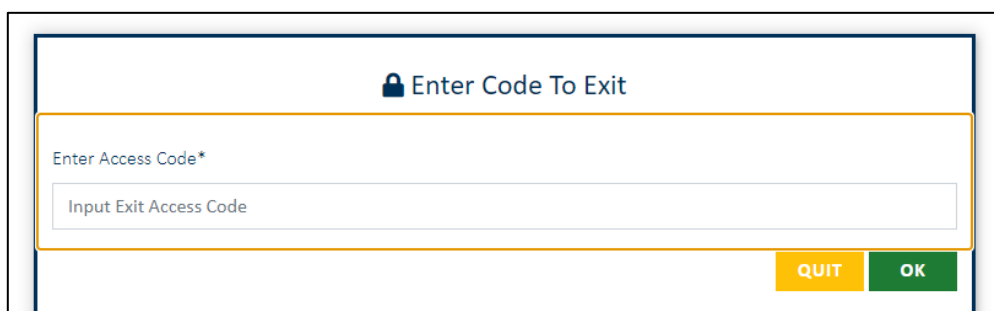 Enter Code To Exit
Enter Access Code*
Input Exit Access Code
QUIT OK